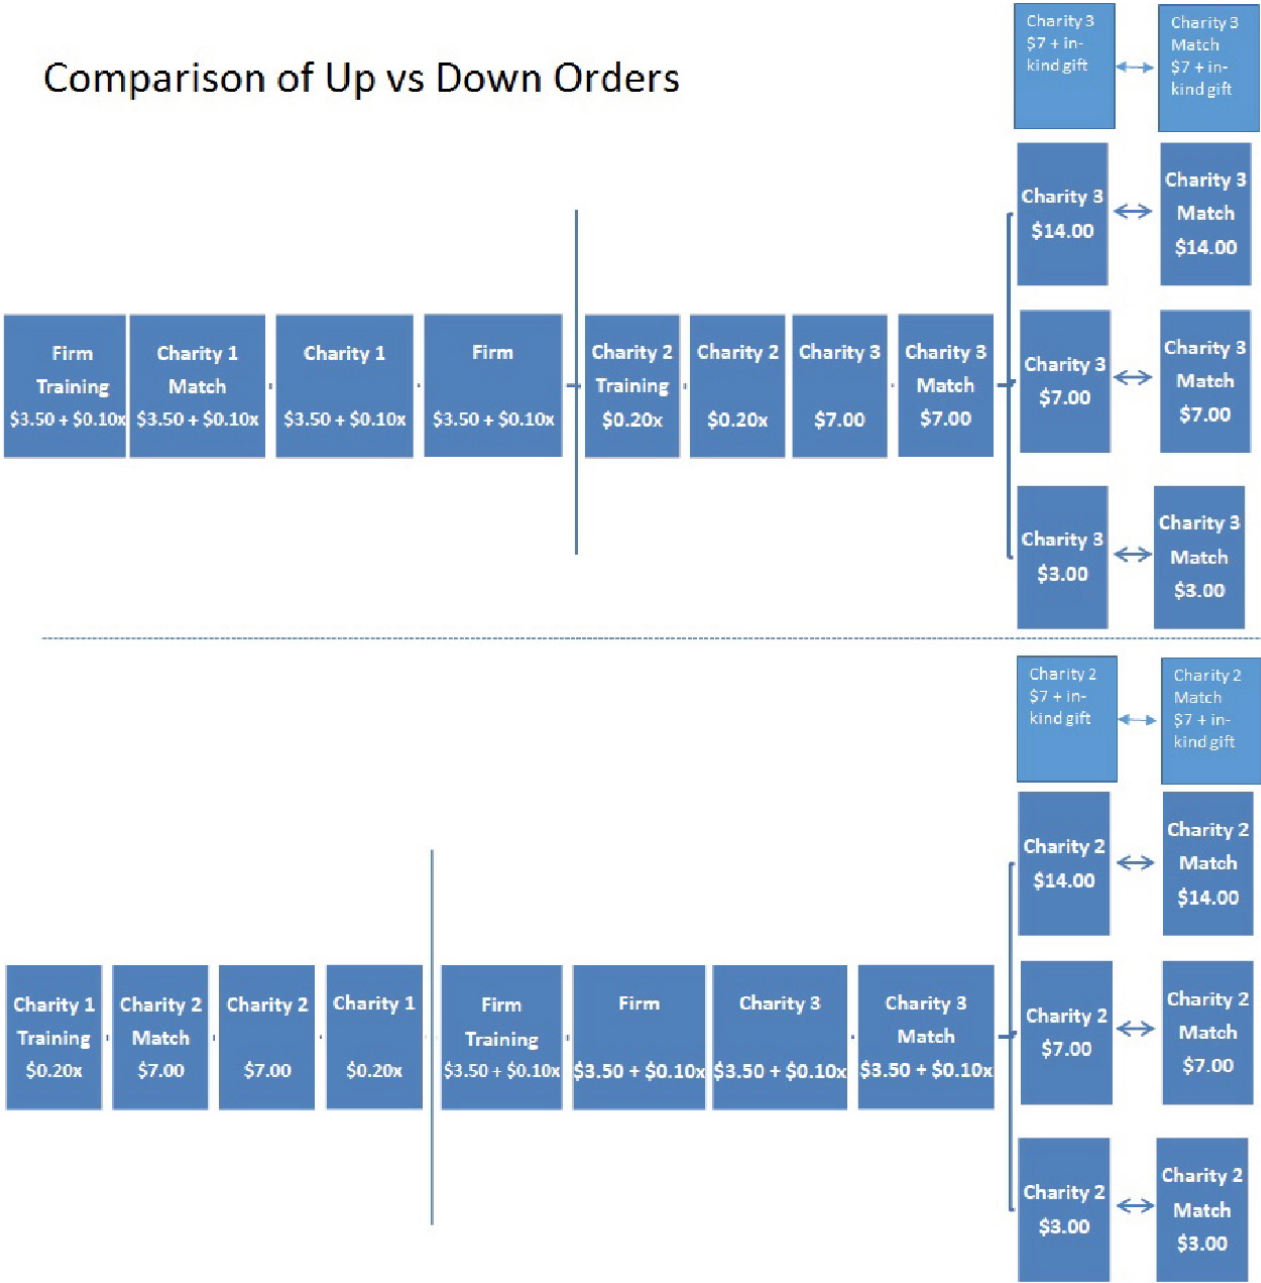 Comparison of Up vs Down Orders
Charity 3
$7 + in-
kind gift
Charity 3
Match
$7 + in-
kind gift
Charity 3
$14.00
Charity 3
Match
$14.00
Firm
Training
$3.50 + $0.10x
Charity 1
Match
$3.50 + $0.10x
Charity 1
$3.50 + $0.10x
Firm
$3.50 + $0.10x
Charity 2
Training
$0.20x
Charity 2
$0.20x
Charity 3
$7.00
Charity 3
Match
$7.00
Charity 3
$7.00
Charity 3
Match
$7.00
Charity 3
$3.00
Charity 3
Match
$3.00
Charity 2
$7 + in-
kind gift
Charity 2
Match
$7 + in-
kind gift
Charity 2
$14.00
Charity 2
Match
$14.00
Charity 1
Training
$0.20x
Charity 2
Match
$7.00
Charity 2
$7.00
Charity 1
$0.20x
Firm
Training
$3.50 + $0.10x
Firm
$3.50 + $0.10x
Charity 3
$3.50 + $0.10x
Charity 3
Match
$3.50 + $0.10x
Charity 2
$7.00
Charity 2
Match
$7.00
Charity 2
$3.00
Charity 2
Match
$3.00